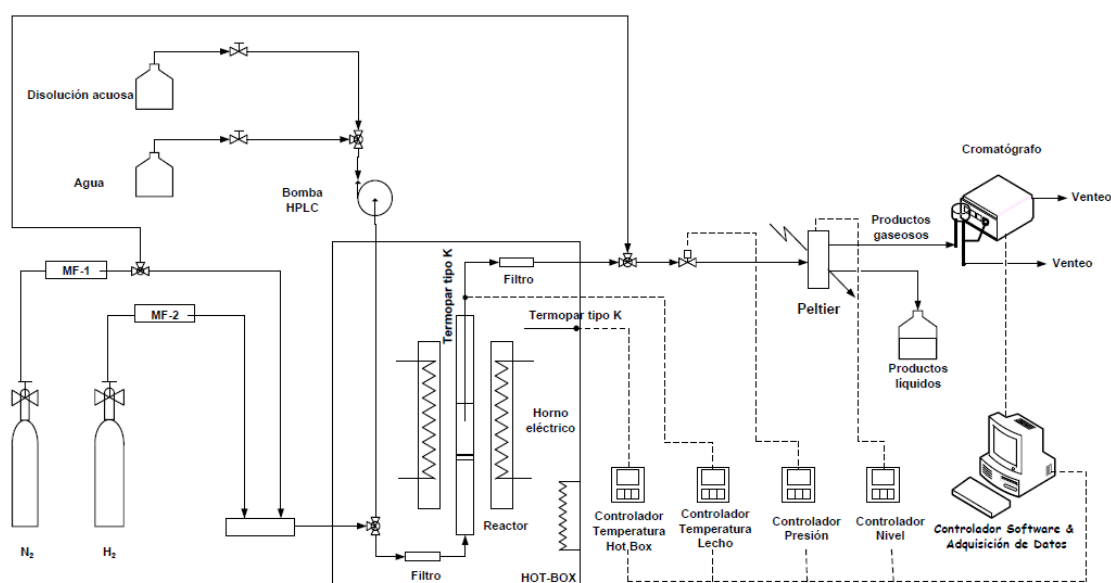 Disolución acuosa
Agua
Bomba
HPLC
Cromatógrafo
Venteo
Productos
gaseosos
Venteo
MF-1
MF-2
Termopar tipo K
Filtro
Termopar tipo K
Peltier
Productos
líquidos
Horno
eléctrico
Reactor
Filtro
HOT-BOX
N2
H2
Controlador
Temperatura
Hot Box
Controlador
Temperatura
Lecho
Controlador
Presión
Controlador
Nivel
Controlador Software &
Adquisición de Datos